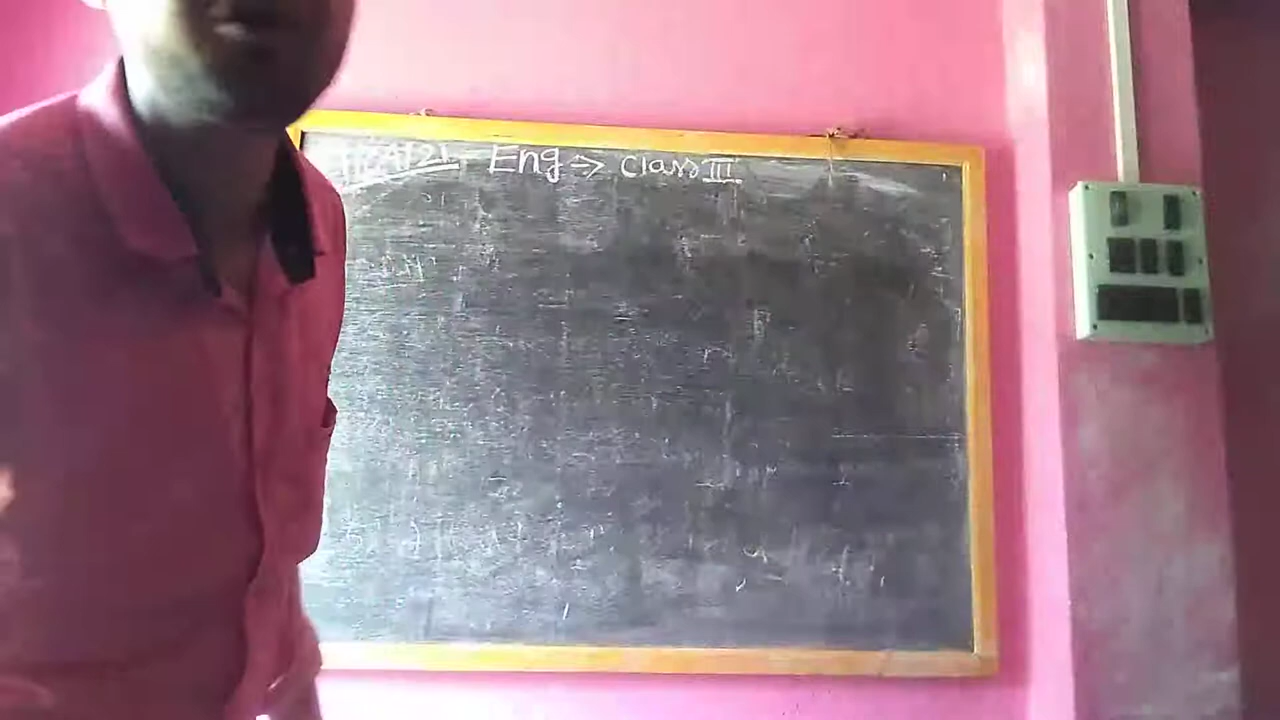 Eng → Class III